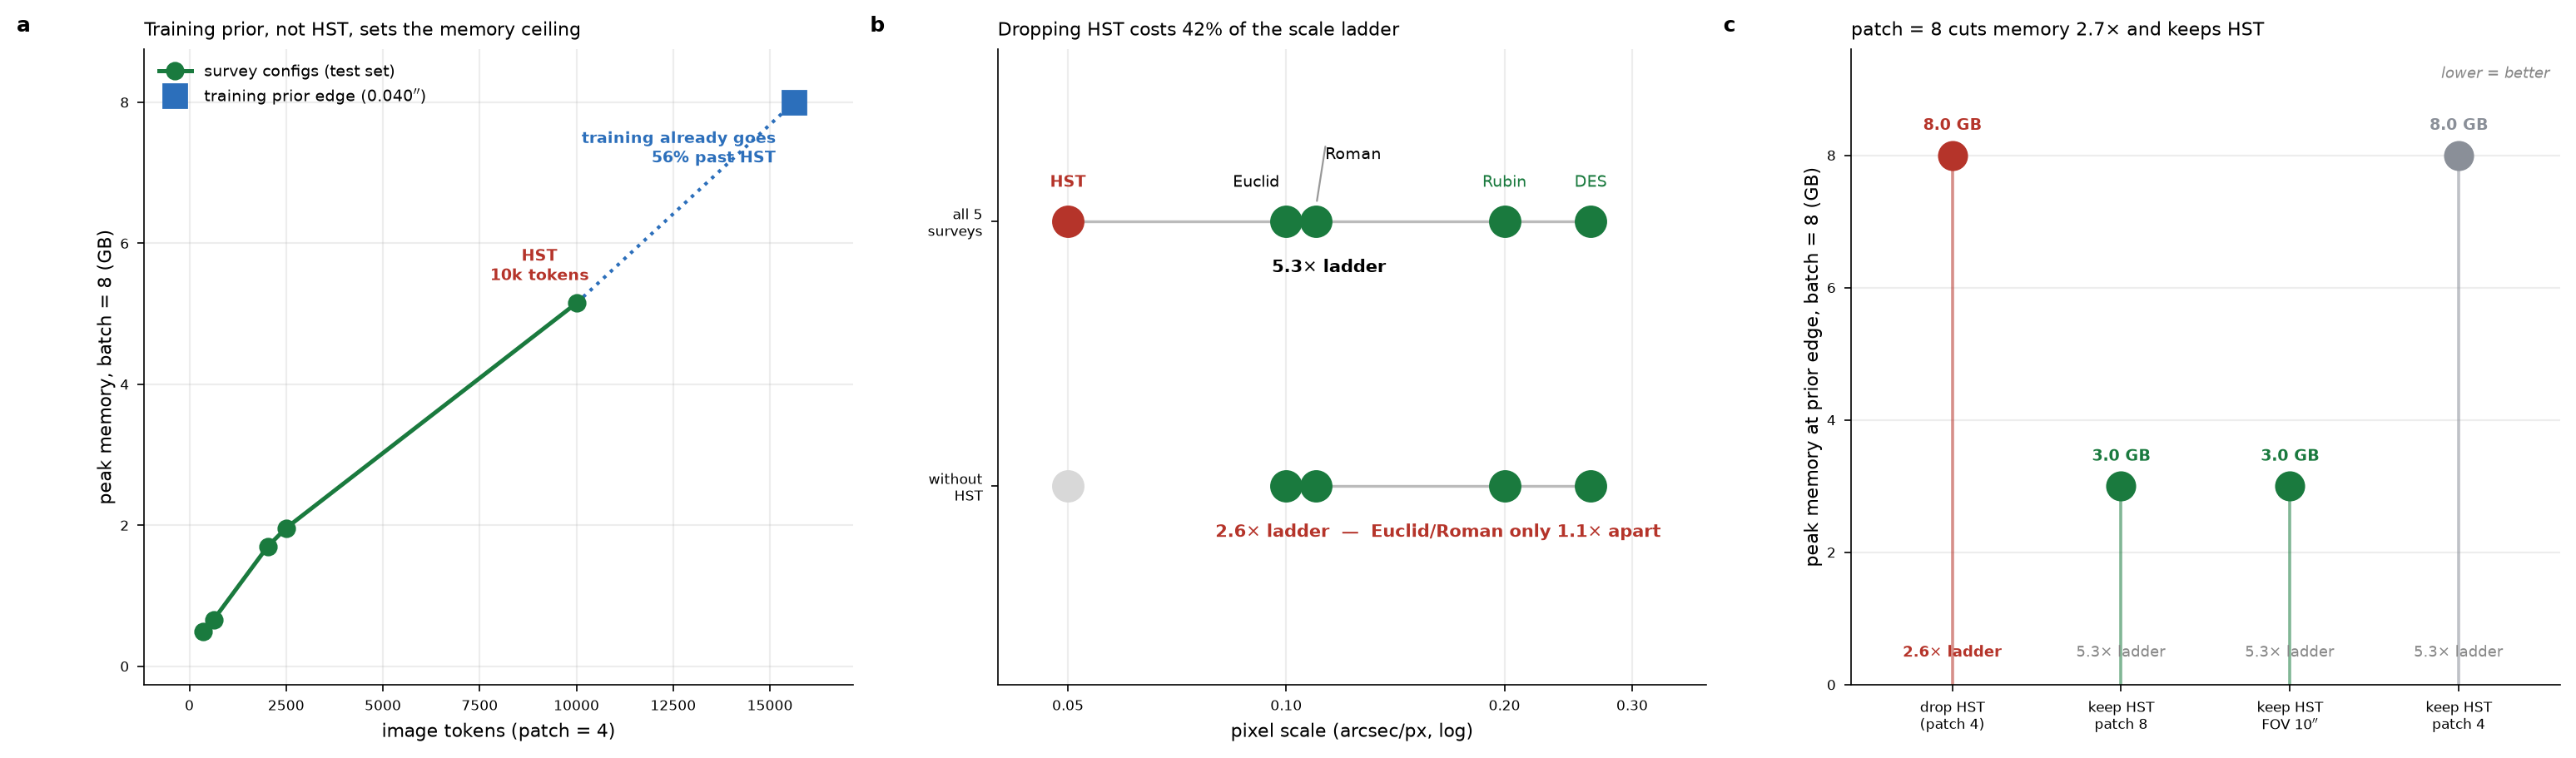 a
Training prior, not HST, sets the memory ceiling
survey configs (test set)
training prior edge (0.040″)
training already goes
56% past HST
HST
10k tokens
8
6
4
2
0
peak memory, batch = 8 (GB)
0
2500
5000
7500
10000
12500
15000
image tokens (patch = 4)
b
Dropping HST costs 42% of the scale ladder
Roman
HST
Euclid
Rubin
DES
all 5
surveys
5.3× ladder
without
HST
2.6× ladder — Euclid/Roman only 1.1× apart
0.05
0.10
0.20
0.30
pixel scale (arcsec/px, log)
c
patch = 8 cuts memory 2.7× and keeps HST
lower = better
8.0 GB
8.0 GB
3.0 GB
3.0 GB
8
6
4
2
0
peak memory at prior edge, batch = 8 (GB)
2.6× ladder
5.3× ladder
5.3× ladder
5.3× ladder
drop HST
(patch 4)
keep HST
patch 8
keep HST
FOV 10″
keep HST
patch 4